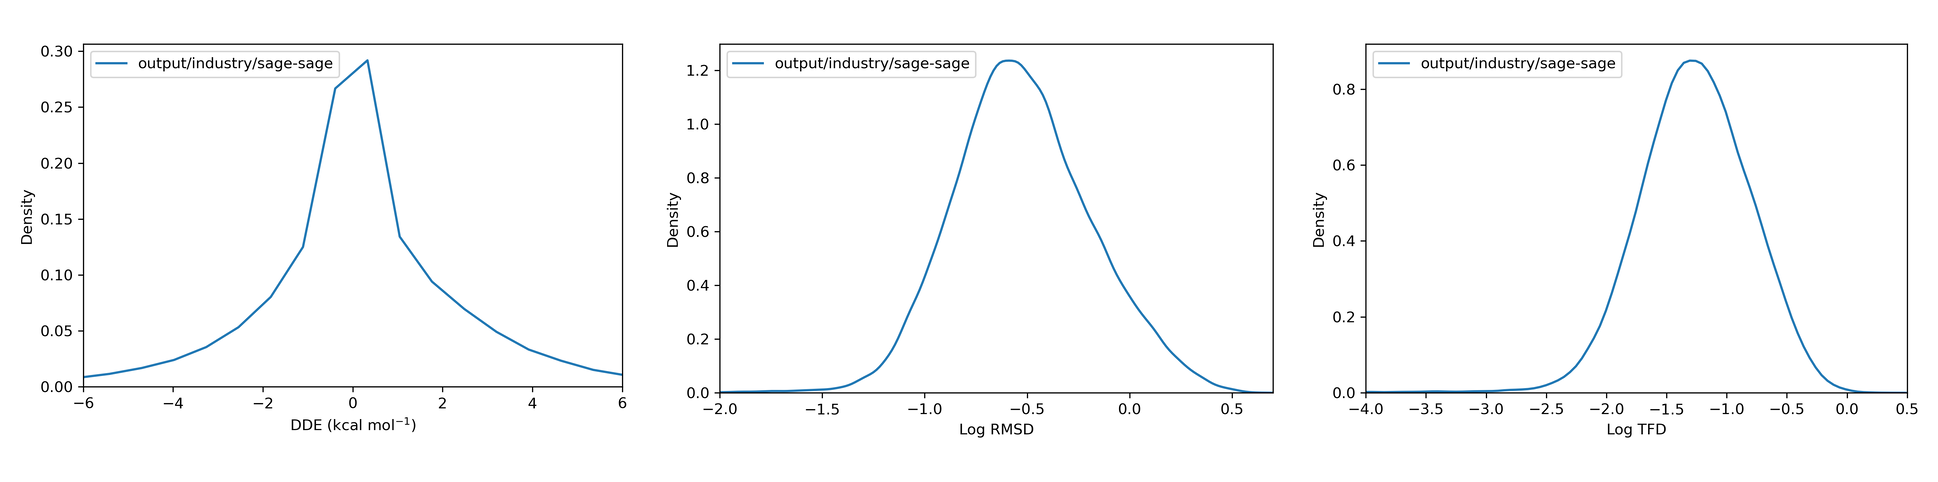 output/industry/sage-sage
0.30
0.25
0.20
0.15
0.10
0.05
0.00
Density
−6 −4 −2 0 2 4 6
DDE (kcal mol⁻¹)
output/industry/sage-sage
1.2
1.0
0.8
0.6
0.4
0.2
0.0
Density
−2.0 −1.5 −1.0 −0.5 0.0 0.5
Log RMSD
output/industry/sage-sage
0.8
0.6
0.4
0.2
0.0
Density
−4.0 −3.5 −3.0 −2.5 −2.0 −1.5 −1.0 −0.5 0.0 0.5
Log TFD